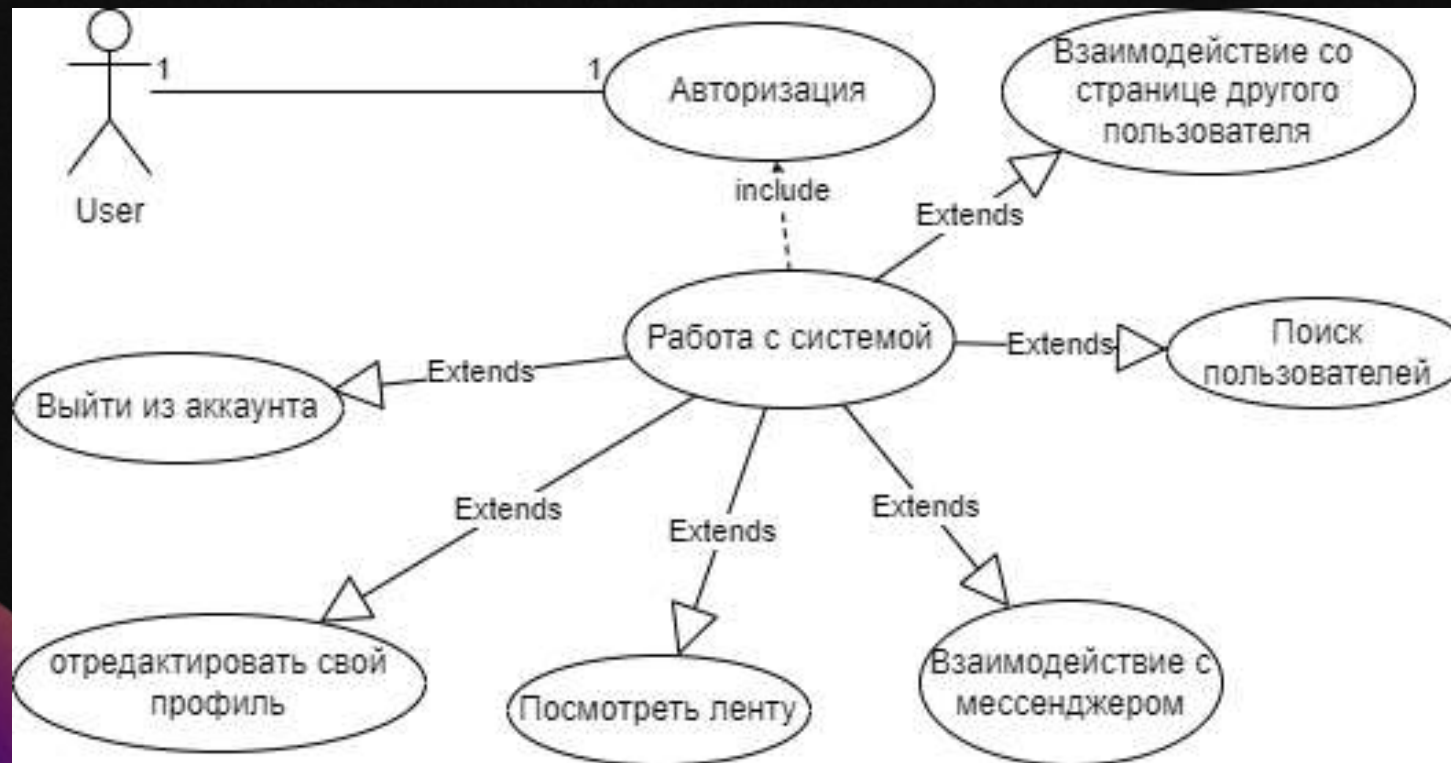 1
1
User
Авторизация
Взаимодействие со
странице другого
пользователя
include
Extends
Работа с системой
Extends
Поиск
пользователей
Extends
Выйти из аккаунта
Extends
Extends
Extends
отредактировать свой
профиль
Посмотреть ленту
Взаимодействие с
мессенджером